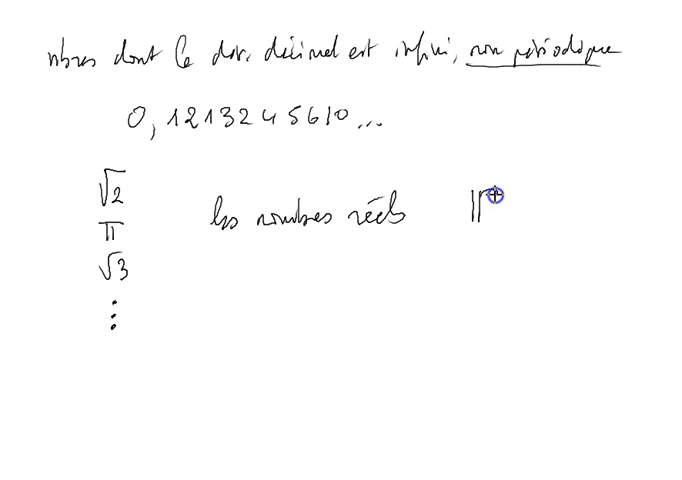 nbres dont le dév. décimal est infini, non périodique
0,1213245610...
√2
π les nombres réels
√3
⋮